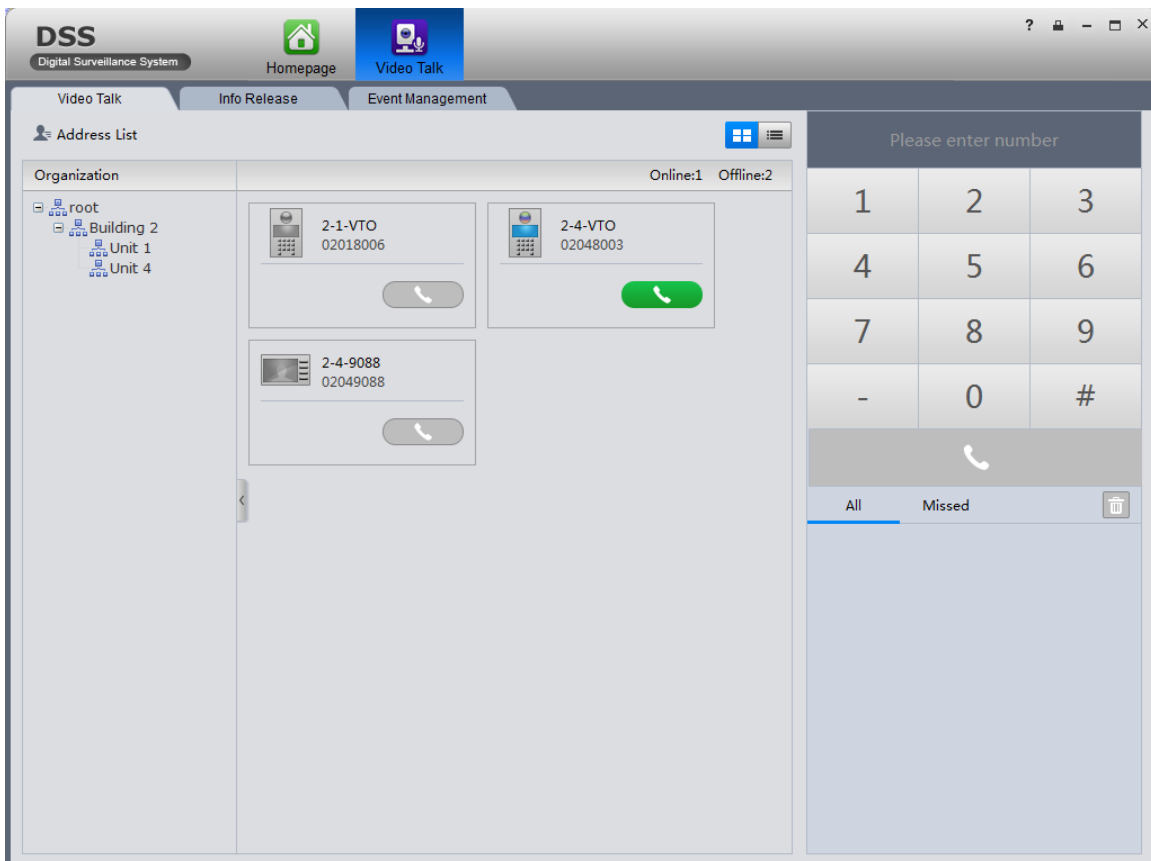 DSS
Digital Surveillance System
Homepage
Video Talk
?
Video Talk
Info Release
Event Management
Address List
Please enter number
Organization
Online:1 Offline:2
root
Building 2
Unit 1
Unit 4
2-1-VTO
02018006
2-4-VTO
02048003
2-4-9088
02049088
1 2 3
4 5 6
7 8 9
- 0 #
All Missed